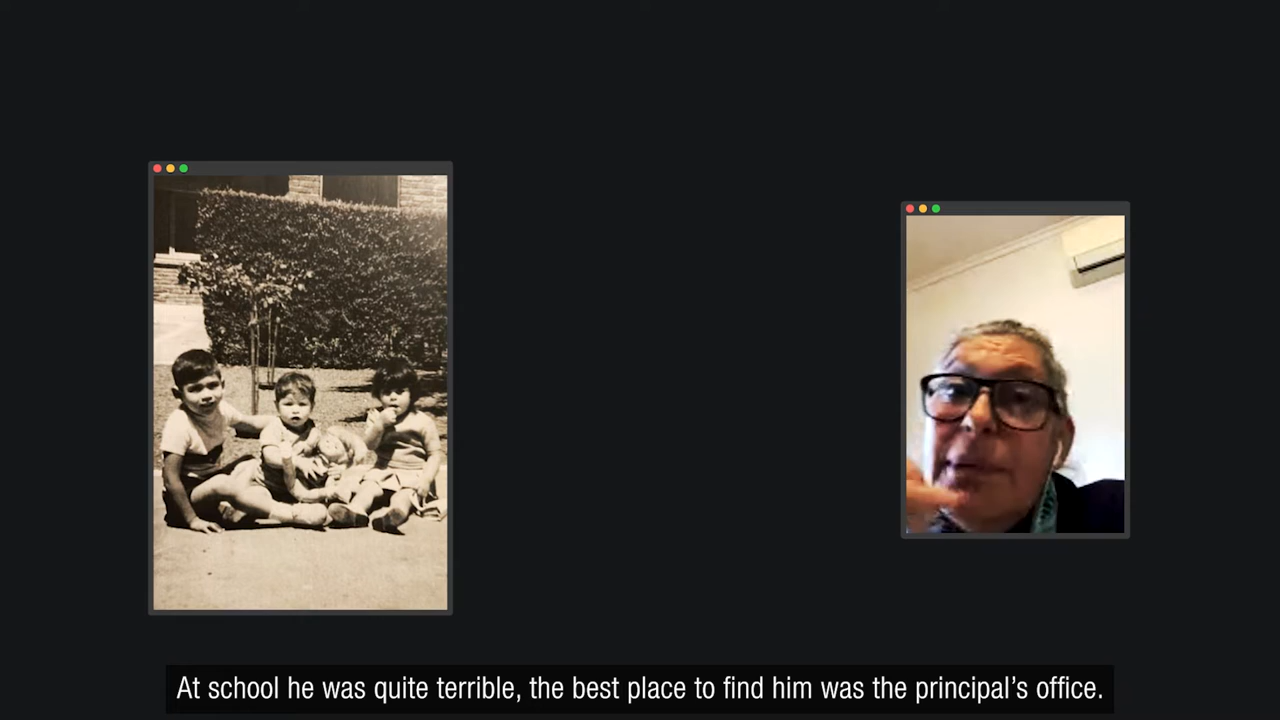 At school he was quite terrible, the best place to find him was the principal’s office.